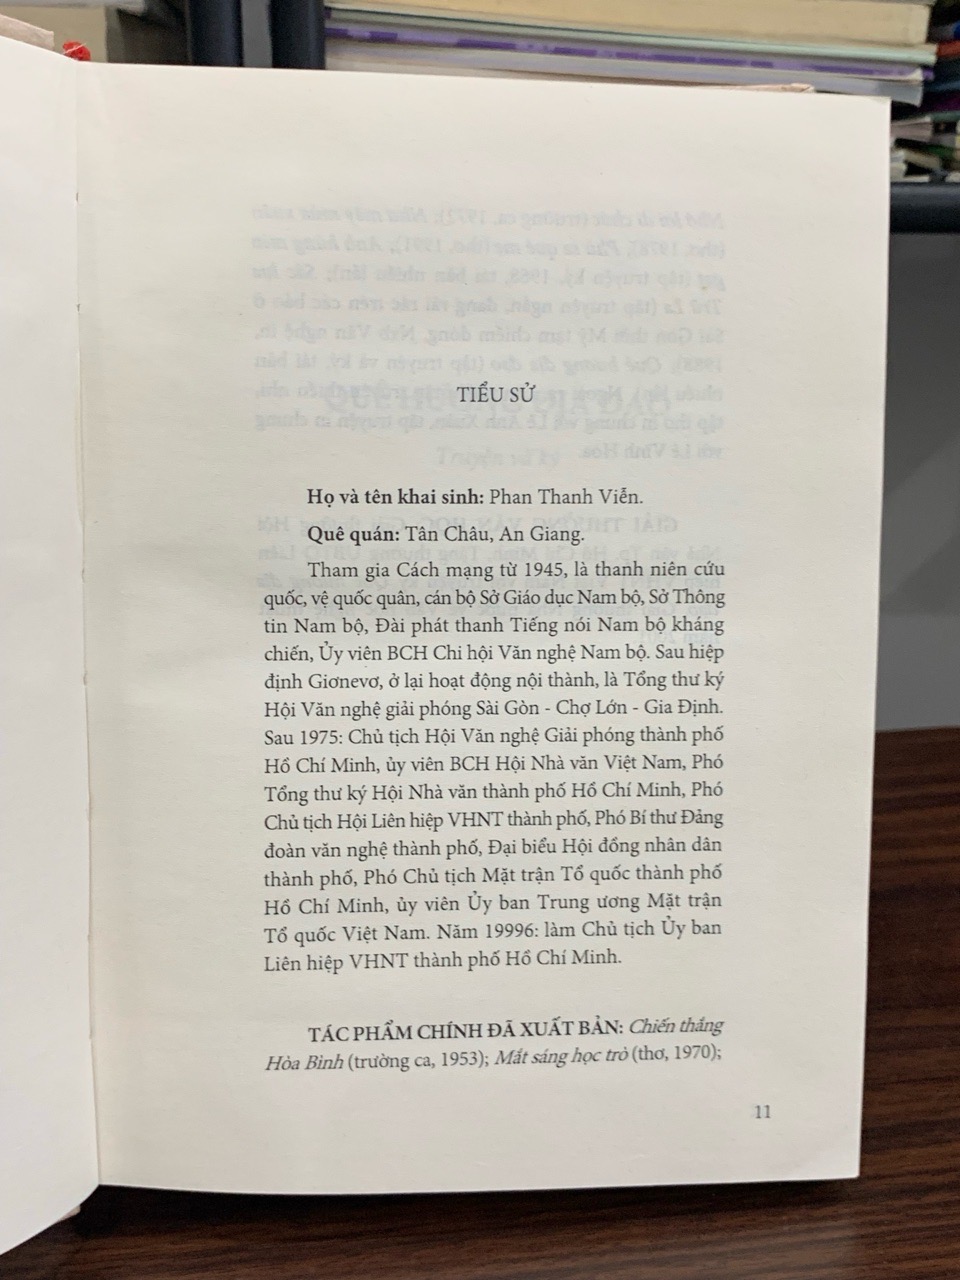 TIỂU SỬ
Họ và tên khai sinh: Phan Thanh Viễn.
Quê quán: Tân Châu, An Giang.
Tham gia Cách mạng từ 1945, là thanh niên cứu
quốc, vệ quốc quân, cán bộ Sở Giáo dục Nam bộ, Sở Thông
tin Nam bộ, Đài phát thanh Tiếng nói Nam bộ kháng
chiến, Ủy viên BCH Chi hội Văn nghệ Nam bộ. Sau hiệp
định Giơnevơ, ở lại hoạt động nội thành, là Tổng thư ký
Hội Văn nghệ giải phóng Sài Gòn - Chợ Lớn - Gia Định.
Sau 1975: Chủ tịch Hội Văn nghệ Giải phóng thành phố
Hồ Chí Minh, ủy viên BCH Hội Nhà văn Việt Nam, Phó
Tổng thư ký Hội Nhà văn thành phố Hồ Chí Minh, Phó
Chủ tịch Hội Liên hiệp VHNT thành phố, Phó Bí thư Đảng
đoàn văn nghệ thành phố, Đại biểu Hội đồng nhân dân
thành phố, Phó Chủ tịch Mặt trận Tổ quốc thành phố
Hồ Chí Minh, ủy viên Ủy ban Trung ương Mặt trận
Tổ quốc Việt Nam. Năm 19996: làm Chủ tịch Ủy ban
Liên hiệp VHNT thành phố Hồ Chí Minh.
TÁC PHẨM CHÍNH ĐÃ XUẤT BẢN: Chiến thắng
Hòa Bình (trường ca, 1953); Mắt sáng học trò (thơ, 1970);
11